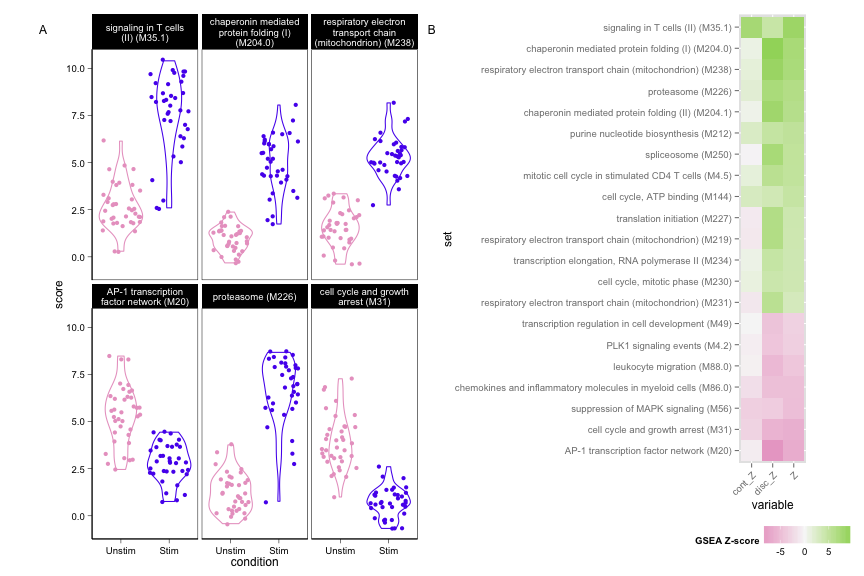 A
signaling in T cells
(II) (M35.1)
chaperonin mediated
protein folding (I)
(M204.0)
respiratory electron
transport chain
(mitochondrion) (M238)
10.0
7.5
5.0
2.5
0.0
AP-1 transcription
factor network (M20)
proteasome (M226)
cell cycle and growth
arrest (M31)
10.0
7.5
5.0
2.5
0.0
score
Unstim
Stim
Unstim
Stim
Unstim
Stim
condition
B
signaling in T cells (II) (M35.1)
chaperonin mediated protein folding (I) (M204.0)
respiratory electron transport chain (mitochondrion) (M238)
proteasome (M226)
chaperonin mediated protein folding (II) (M204.1)
purine nucleotide biosynthesis (M212)
spliceosome (M250)
mitotic cell cycle in stimulated CD4 T cells (M4.5)
cell cycle, ATP binding (M144)
translation initiation (M227)
respiratory electron transport chain (mitochondrion) (M219)
transcription elongation, RNA polymerase II (M234)
cell cycle, mitotic phase (M230)
respiratory electron transport chain (mitochondrion) (M231)
transcription regulation in cell development (M49)
PLK1 signaling events (M4.2)
leukocyte migration (M88.0)
chemokines and inflammatory molecules in myeloid cells (M86.0)
suppression of MAPK signaling (M56)
cell cycle and growth arrest (M31)
AP-1 transcription factor network (M20)
set
cont_Z
disc_Z
Z
variable
GSEA Z-score
-5
0
5